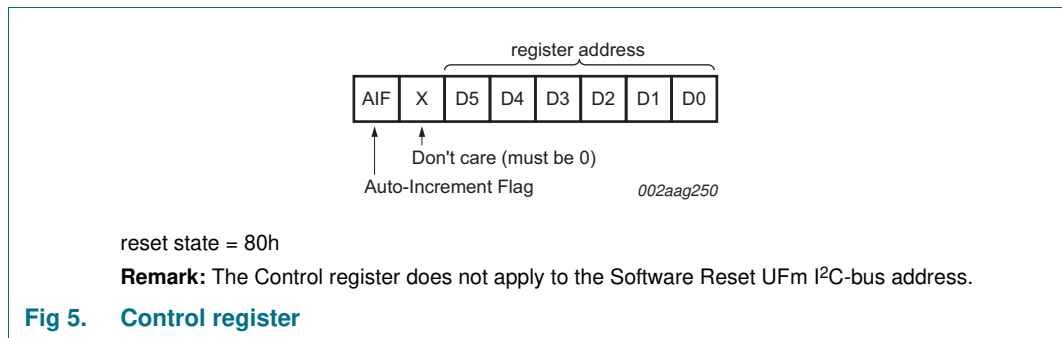 register address
AIF X D5 D4 D3 D2 D1 D0
Don't care (must be 0)
Auto-Increment Flag
002aag250
reset state = 80h
Remark: The Control register does not apply to the Software Reset UFm I²C-bus address.
Fig 5. Control register